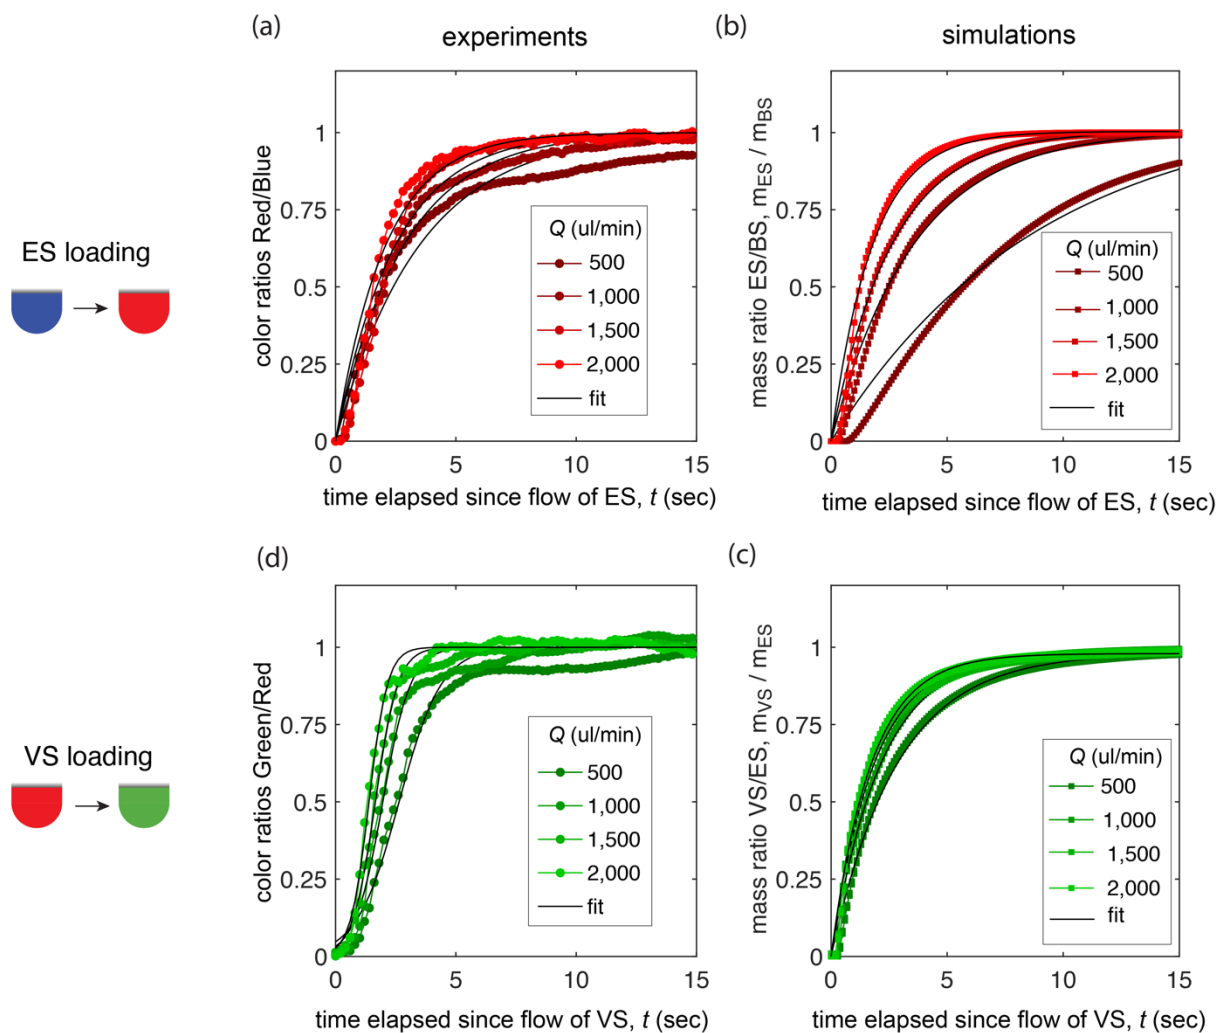 (a)
experiments
(b)
simulations
ES loading
color ratios Red/Blue
1
0.75
0.5
0.25
0
0
5
10
15
time elapsed since flow of ES, t (sec)
Q (ul/min)
500
1,000
1,500
2,000
fit
mass ratio ES/BS, m_ES / m_BS
1
0.75
0.5
0.25
0
0
5
10
15
time elapsed since flow of ES, t (sec)
Q (ul/min)
500
1,000
1,500
2,000
fit
(d)
(c)
VS loading
color ratios Green/Red
1
0.75
0.5
0.25
0
0
5
10
15
time elapsed since flow of VS, t (sec)
Q (ul/min)
500
1,000
1,500
2,000
fit
mass ratio VS/ES, m_VS / m_ES
1
0.75
0.5
0.25
0
0
5
10
15
time elapsed since flow of VS, t (sec)
Q (ul/min)
500
1,000
1,500
2,000
fit